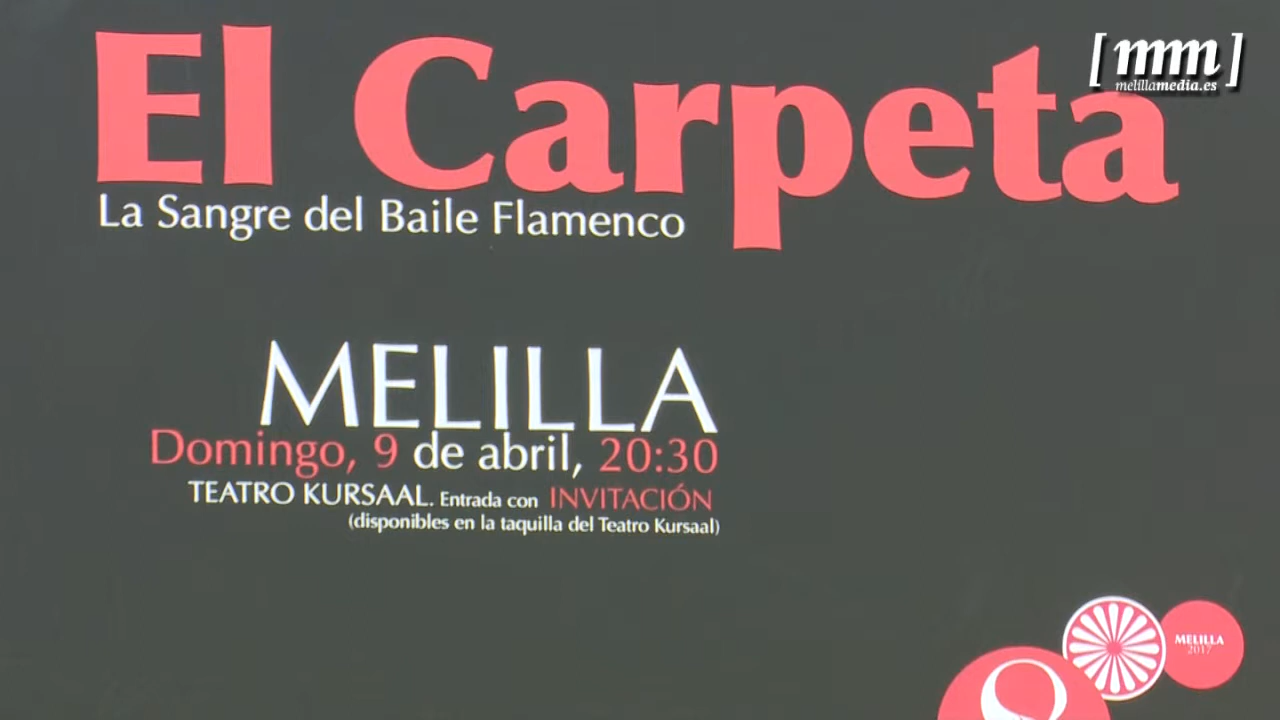 [mm]
melillamedia.es
El Carpeta
La Sangre del Baile Flamenco
MELILLA
Domingo, 9 de abril, 20:30
TEATRO KURSAAL. Entrada con INVITACIÓN
(disponibles en la taquilla del Teatro Kursaal)
MELILLA
2017
8